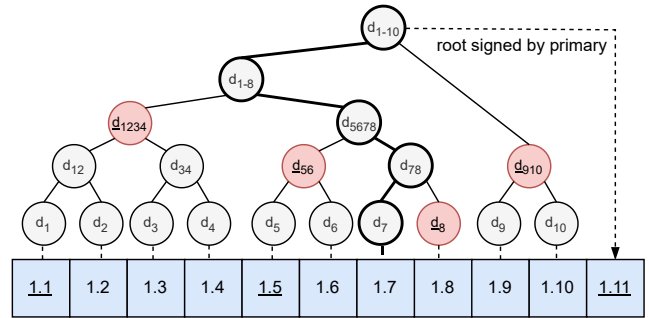 d1-10
root signed by primary
d1-8
d1234
d5678
d12
d34
d56
d78
d910
d1
d2
d3
d4
d5
d6
d7
d8
d9
d10
1.1
1.2
1.3
1.4
1.5
1.6
1.7
1.8
1.9
1.10
1.11